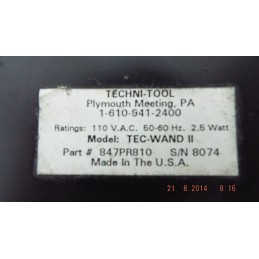 TECHNI-TOOL
Plymouth Meeting, PA
1-610-941-2400
Ratings: 110 V.A.C. 50-60 Hz. 2.5 Watt
Model: TEC-WAND II
Part # 847PR810 S/N 8074
Made In The U.S.A.
21. 8. 2014 8:16